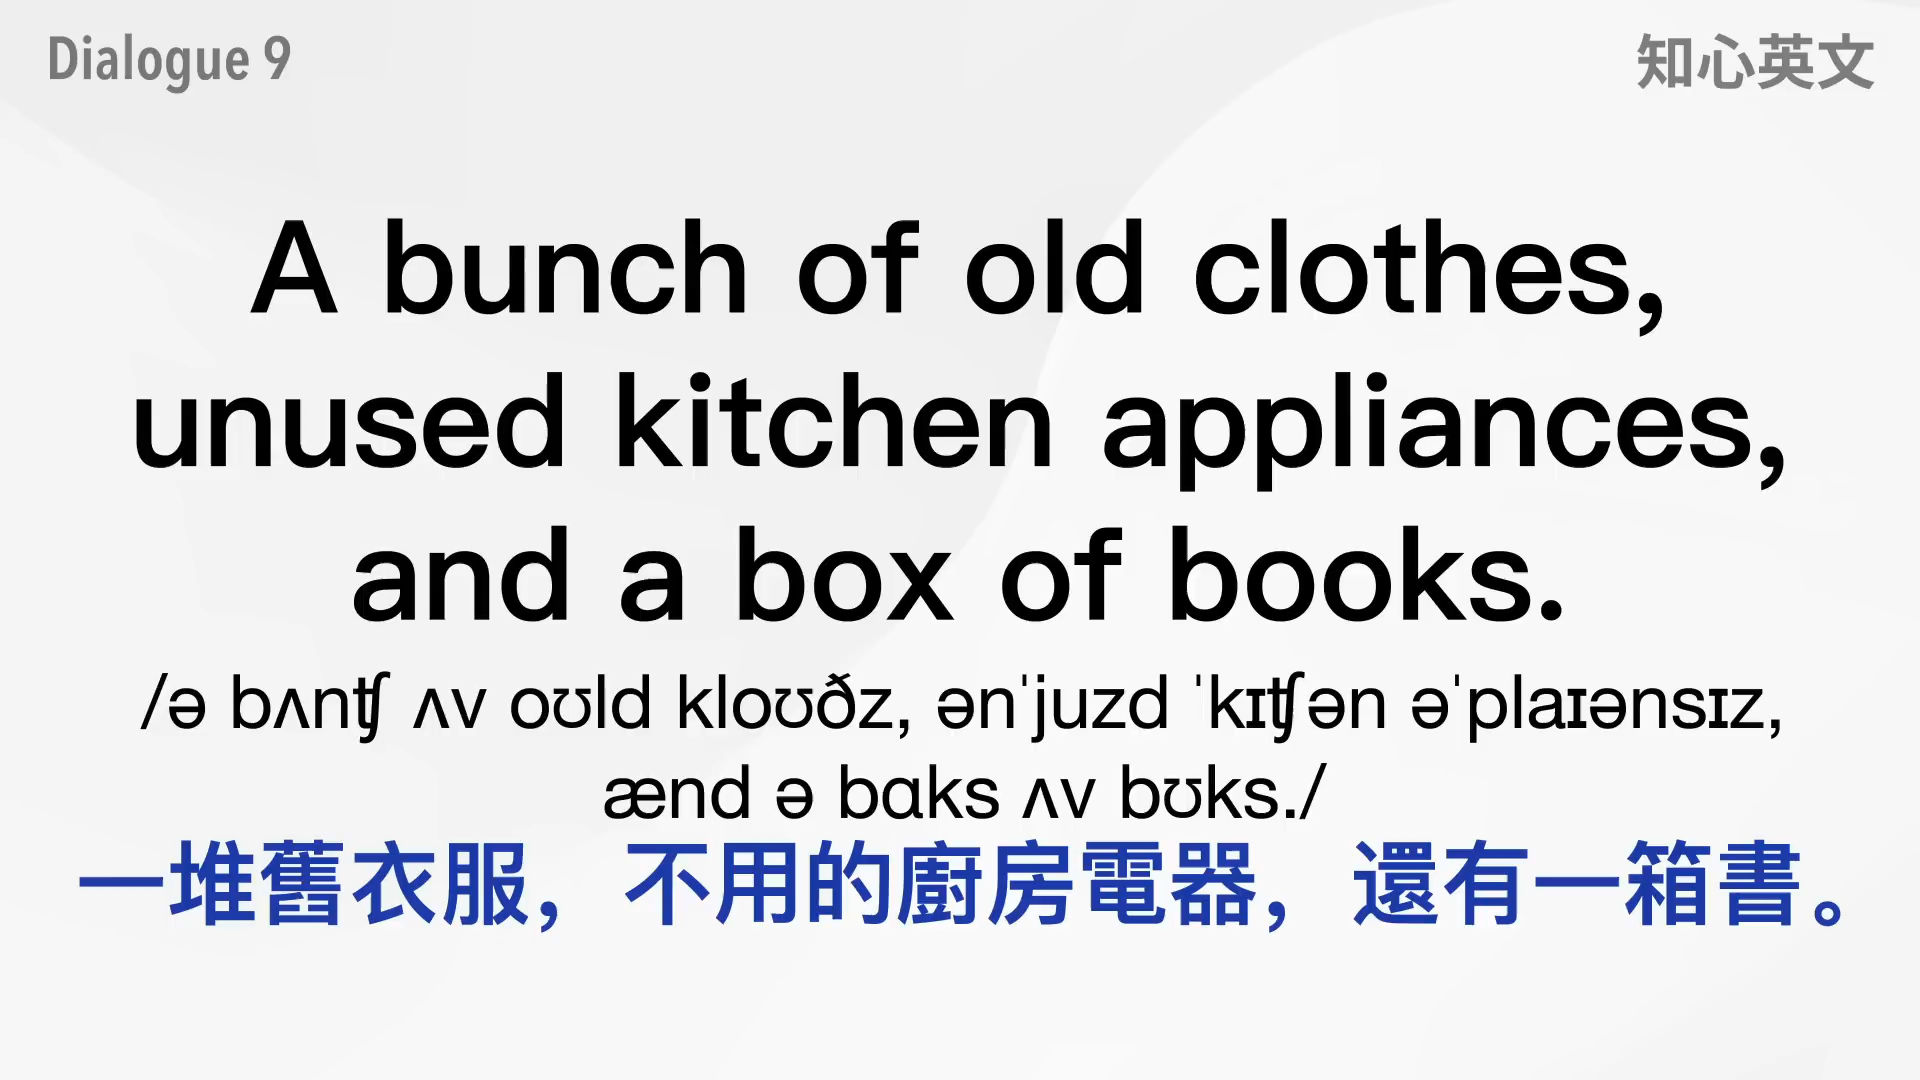 Dialogue 9
知心英文
A bunch of old clothes,
unused kitchen appliances,
and a box of books.
/ə bʌnʧ ʌv oʊld kloʊðz, ənˈjuzd ˈkɪʧən əˈplaɪənsɪz,
ænd ə bɑks ʌv bʊks./
一堆舊衣服，不用的廚房電器，還有一箱書。